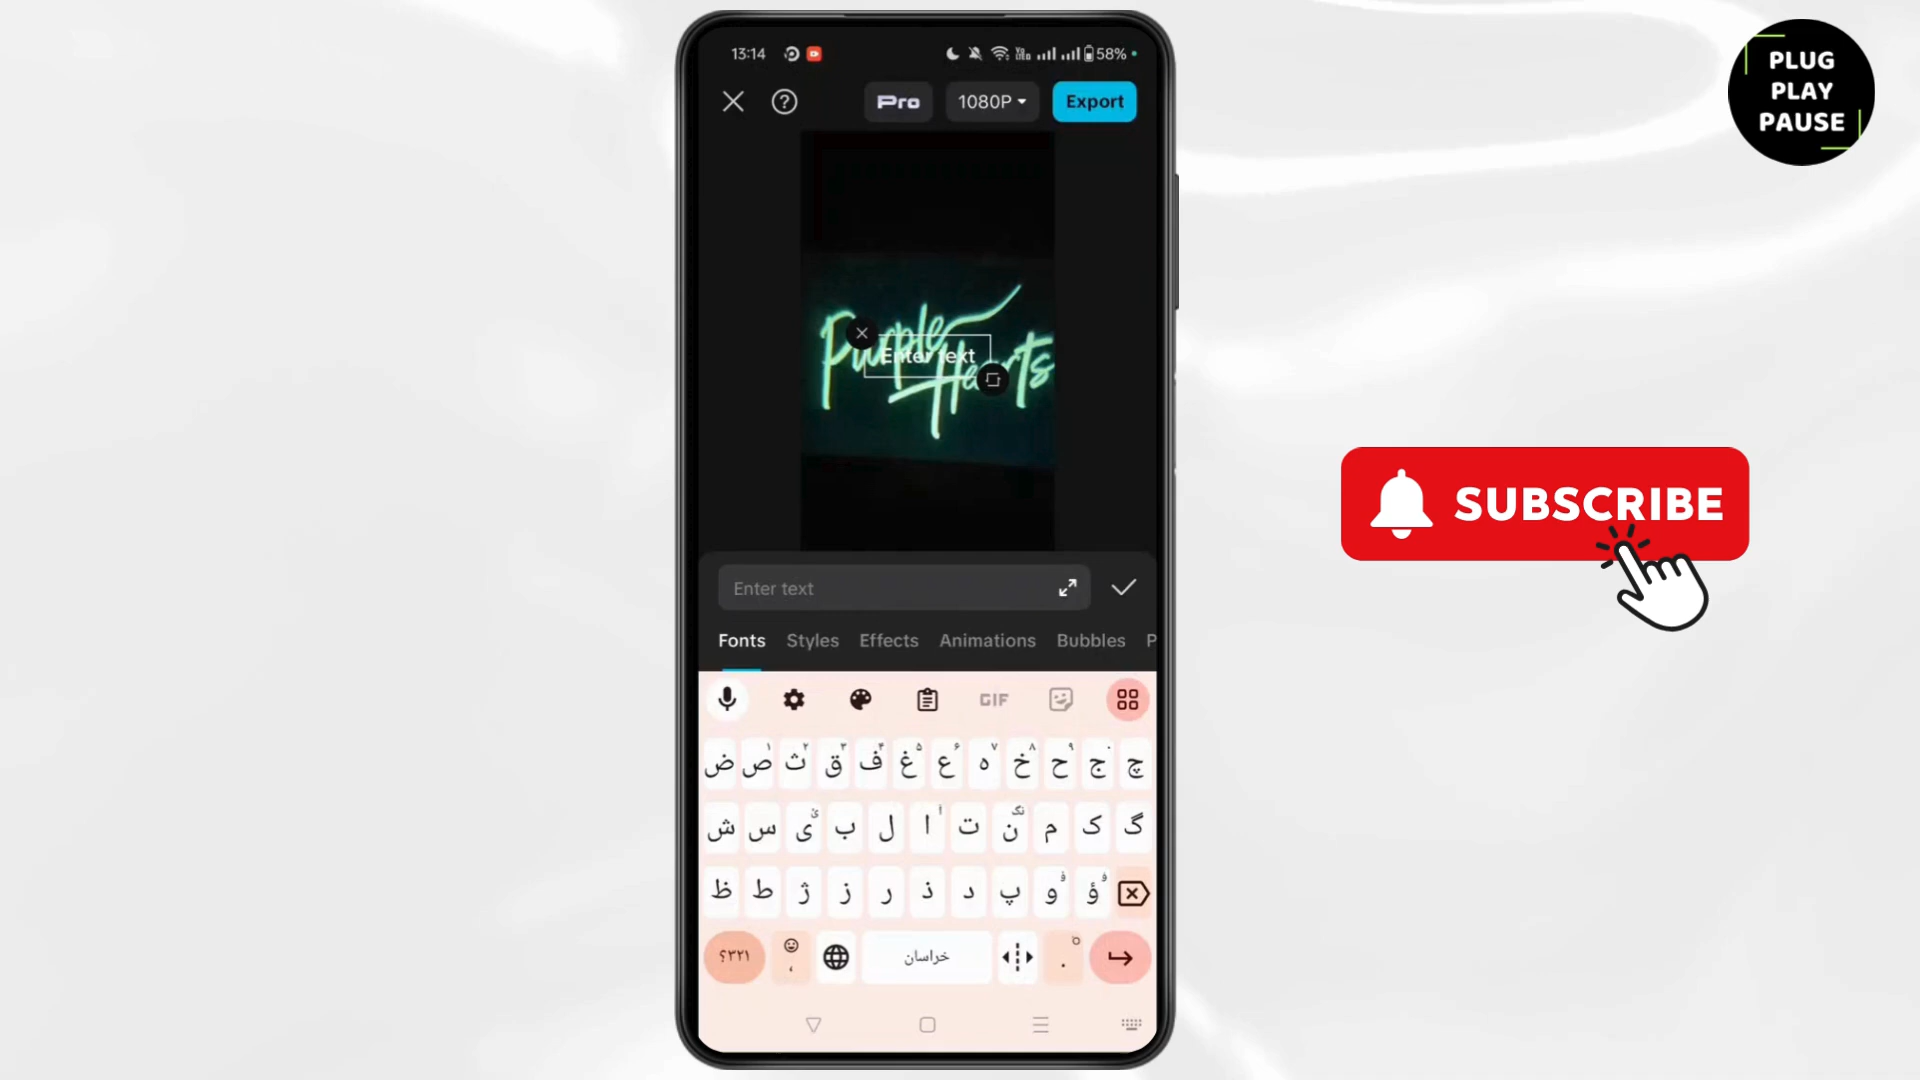 PLUG
PLAY
PAUSE
13:14
58%
Pro
1080P
Export
Purple
Hearts
Enter text
SUBSCRIBE
Enter text
Fonts Styles Effects Animations Bubbles P
GIF
ض ص ث ق ف غ ع ه خ ح ج چ
ش س ی ب ل ا ت ن م ک گ
ظ ط ژ ز ر ذ د پ و ؤ
؟۳۲۱
خراسان